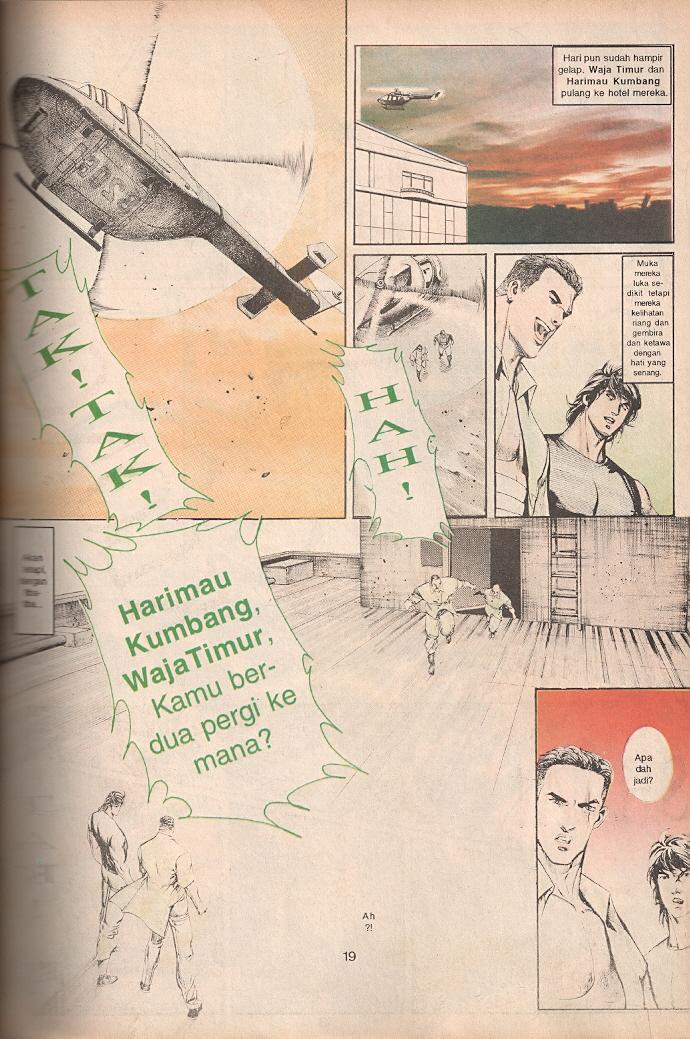 Hari pun sudah hampir
gelap. Waja Timur dan
Harimau Kumbang
pulang ke hotel mereka.
TAK! TAK!
HAH!
Muka
mereka
luka se-
dikit tetapi
mereka
kelihatan
riang dan
gembira
dan ketawa
dengan
hati yang
senang.
Harimau
Kumbang,
WajaTimur,
Kamu ber-
dua pergi ke
mana?
Apa
dah
jadi?
Ah
?!
19